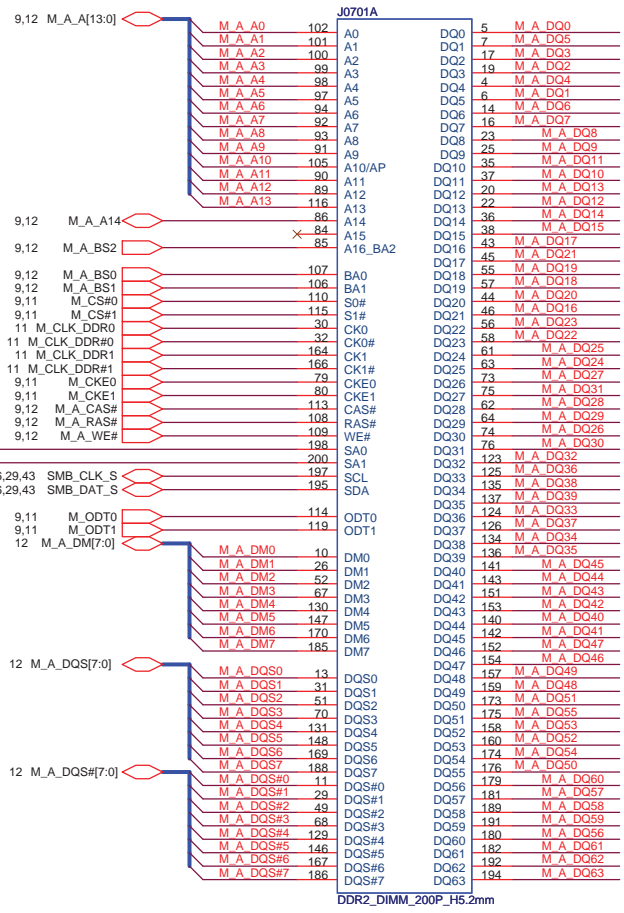 J0701A
9,12 M_A_A[13:0] M_A_A0 102 A0 DQ0 5 M_A_DQ0
M_A_A1 101 A1 DQ1 7 M_A_DQ5
M_A_A2 100 A2 DQ2 17 M_A_DQ3
M_A_A3 99 A3 DQ3 19 M_A_DQ2
M_A_A4 98 A4 DQ4 4 M_A_DQ4
M_A_A5 97 A5 DQ5 6 M_A_DQ1
M_A_A6 94 A6 DQ6 14 M_A_DQ6
M_A_A7 92 A7 DQ7 16 M_A_DQ7
M_A_A8 93 A8 DQ8 23 M_A_DQ8
M_A_A9 91 A9 DQ9 25 M_A_DQ9
M_A_A10 105 A10/AP DQ10 35 M_A_DQ11
M_A_A11 90 A11 DQ11 37 M_A_DQ10
M_A_A12 89 A12 DQ12 20 M_A_DQ13
M_A_A13 116 A13 DQ13 22 M_A_DQ12
9,12 M_A_A14 86 A14 DQ14 36 M_A_DQ14
84 A15 DQ15 38 M_A_DQ15
9,12 M_A_BS2 85 A16_BA2 DQ16 43 M_A_DQ17
DQ17 45 M_A_DQ21
9,12 M_A_BS0 107 BA0 DQ18 55 M_A_DQ19
9,12 M_A_BS1 106 BA1 DQ19 57 M_A_DQ18
9,11 M_CS#0 110 S0# DQ20 44 M_A_DQ20
9,11 M_CS#1 115 S1# DQ21 46 M_A_DQ16
11 M_CLK_DDR0 30 CK0 DQ22 56 M_A_DQ23
11 M_CLK_DDR#0 32 CK0# DQ23 58 M_A_DQ22
11 M_CLK_DDR1 164 CK1 DQ24 61 M_A_DQ25
11 M_CLK_DDR#1 166 CK1# DQ25 63 M_A_DQ24
9,11 M_CKE0 79 CKE0 DQ26 73 M_A_DQ27
9,11 M_CKE1 80 CKE1 DQ27 75 M_A_DQ31
9,12 M_A_CAS# 113 CAS# DQ28 62 M_A_DQ28
9,12 M_A_RAS# 108 RAS# DQ29 64 M_A_DQ29
9,12 M_A_WE# 109 WE# DQ30 74 M_A_DQ26
198 SA0 DQ31 76 M_A_DQ30
200 SA1 DQ32 123 M_A_DQ32
,29,43 SMB_CLK_S 197 SCL DQ33 125 M_A_DQ36
,29,43 SMB_DAT_S 195 SDA DQ34 135 M_A_DQ38
DQ35 137 M_A_DQ39
9,11 M_ODT0 114 ODT0 DQ36 124 M_A_DQ33
9,11 M_ODT1 119 ODT1 DQ37 126 M_A_DQ37
12 M_A_DM[7:0] DQ38 134 M_A_DQ34
M_A_DM0 10 DM0 DQ39 136 M_A_DQ35
M_A_DM1 26 DM1 DQ40 141 M_A_DQ45
M_A_DM2 52 DM2 DQ41 143 M_A_DQ44
M_A_DM3 67 DM3 DQ42 151 M_A_DQ43
M_A_DM4 130 DM4 DQ43 153 M_A_DQ42
M_A_DM5 147 DM5 DQ44 140 M_A_DQ40
M_A_DM6 170 DM6 DQ45 142 M_A_DQ41
M_A_DM7 185 DM7 DQ46 152 M_A_DQ47
12 M_A_DQS[7:0] DQ47 154 M_A_DQ46
M_A_DQS0 13 DQS0 DQ48 157 M_A_DQ49
M_A_DQS1 31 DQS1 DQ49 159 M_A_DQ48
M_A_DQS2 51 DQS2 DQ50 173 M_A_DQ51
M_A_DQS3 70 DQS3 DQ51 175 M_A_DQ55
M_A_DQS4 131 DQS4 DQ52 158 M_A_DQ53
M_A_DQS5 148 DQS5 DQ53 160 M_A_DQ52
M_A_DQS6 169 DQS6 DQ54 174 M_A_DQ54
M_A_DQS7 188 DQS7 DQ55 176 M_A_DQ50
12 M_A_DQS#[7:0] M_A_DQS#0 11 DQS#0 DQ56 179 M_A_DQ60
M_A_DQS#1 29 DQS#1 DQ57 181 M_A_DQ57
M_A_DQS#2 49 DQS#2 DQ58 189 M_A_DQ58
M_A_DQS#3 68 DQS#3 DQ59 191 M_A_DQ59
M_A_DQS#4 129 DQS#4 DQ60 180 M_A_DQ56
M_A_DQS#5 146 DQS#5 DQ61 182 M_A_DQ61
M_A_DQS#6 167 DQS#6 DQ62 192 M_A_DQ62
M_A_DQS#7 186 DQS#7 DQ63 194 M_A_DQ63
DDR2_DIMM_200P_H5.2mm